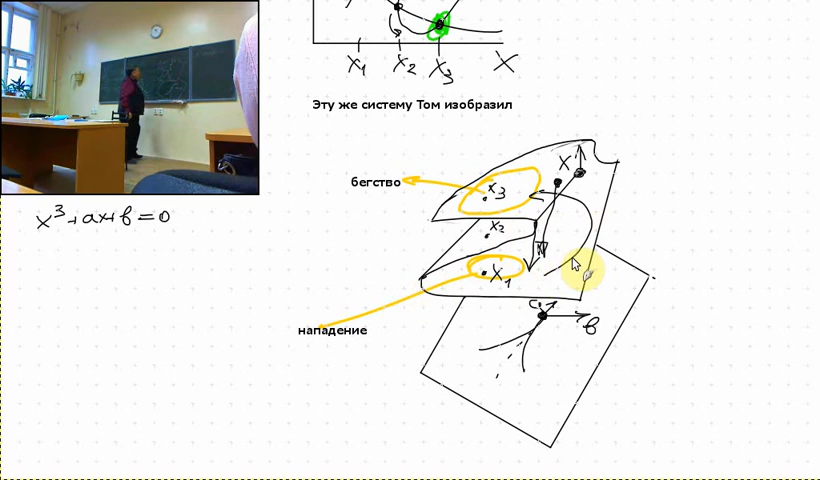 X₁ X₂ X₃ X
Эту же систему Том изобразил
x³+ax+b=0
X
бегство
x₃
x₂
X₁
нападение
b